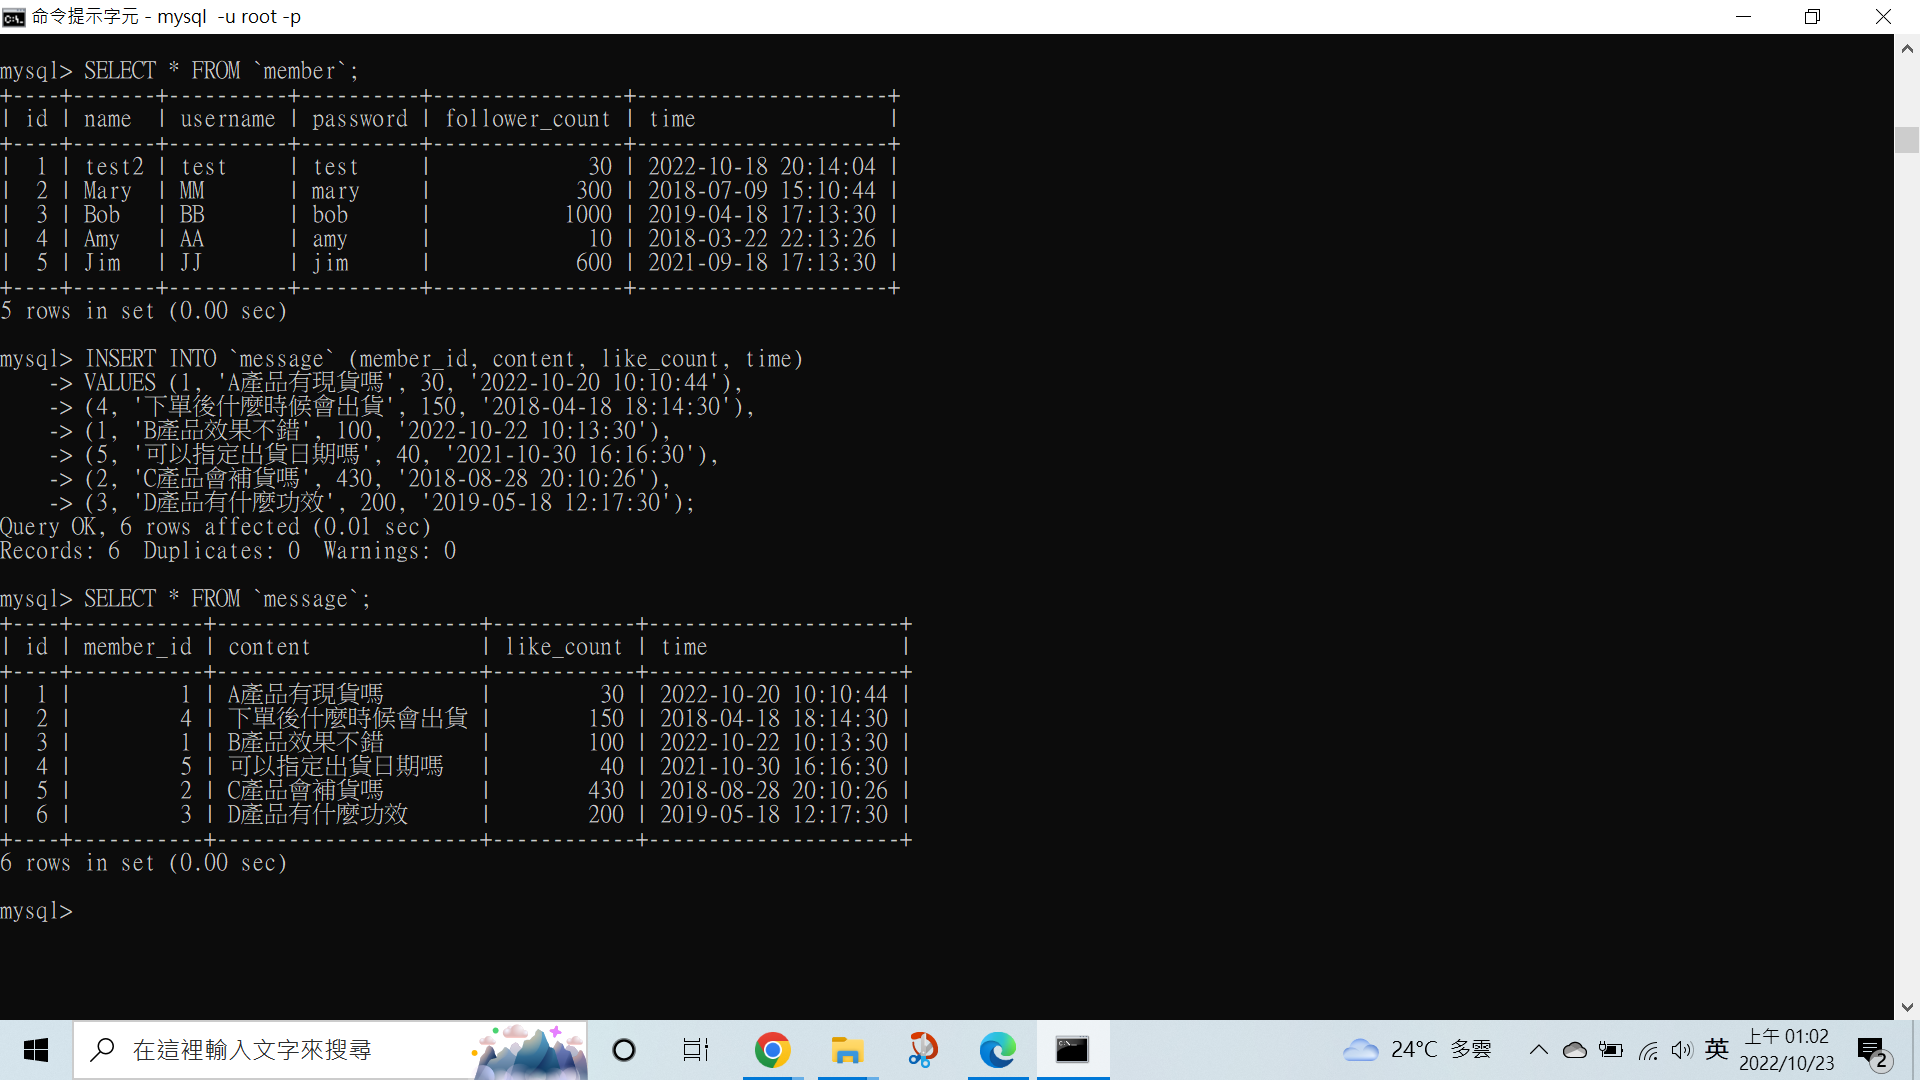 命令提示字元 - mysql  -u root -p
mysql> SELECT * FROM `member`;
+----+-------+----------+----------+----------------+---------------------+
| id | name  | username | password | follower_count | time                |
+----+-------+----------+----------+----------------+---------------------+
|  1 | test2 | test     | test     |             30 | 2022-10-18 20:14:04 |
|  2 | Mary  | MM       | mary     |            300 | 2018-07-09 15:10:44 |
|  3 | Bob   | BB       | bob      |           1000 | 2019-04-18 17:13:30 |
|  4 | Amy   | AA       | amy      |             10 | 2018-03-22 22:13:26 |
|  5 | Jim   | JJ       | jim      |            600 | 2021-09-18 17:13:30 |
+----+-------+----------+----------+----------------+---------------------+
5 rows in set (0.00 sec)
mysql> INSERT INTO `message` (member_id, content, like_count, time)
    -> VALUES (1, 'A產品有現貨嗎', 30, '2022-10-20 10:10:44'),
    -> (4, '下單後什麼時候會出貨', 150, '2018-04-18 18:14:30'),
    -> (1, 'B產品效果不錯', 100, '2022-10-22 10:13:30'),
    -> (5, '可以指定出貨日期嗎', 40, '2021-10-30 16:16:30'),
    -> (2, 'C產品會補貨嗎', 430, '2018-08-28 20:10:26'),
    -> (3, 'D產品有什麼功效', 200, '2019-05-18 12:17:30');
Query OK, 6 rows affected (0.01 sec)
Records: 6  Duplicates: 0  Warnings: 0
mysql> SELECT * FROM `message`;
+----+-----------+----------------------+------------+---------------------+
| id | member_id | content              | like_count | time                |
+----+-----------+----------------------+------------+---------------------+
|  1 |         1 | A產品有現貨嗎        |         30 | 2022-10-20 10:10:44 |
|  2 |         4 | 下單後什麼時候會出貨 |        150 | 2018-04-18 18:14:30 |
|  3 |         1 | B產品效果不錯        |        100 | 2022-10-22 10:13:30 |
|  4 |         5 | 可以指定出貨日期嗎   |         40 | 2021-10-30 16:16:30 |
|  5 |         2 | C產品會補貨嗎        |        430 | 2018-08-28 20:10:26 |
|  6 |         3 | D產品有什麼功效      |        200 | 2019-05-18 12:17:30 |
+----+-----------+----------------------+------------+---------------------+
6 rows in set (0.00 sec)
mysql>
在這裡輸入文字來搜尋
24°C 多雲
英
上午 01:02
2022/10/23
2